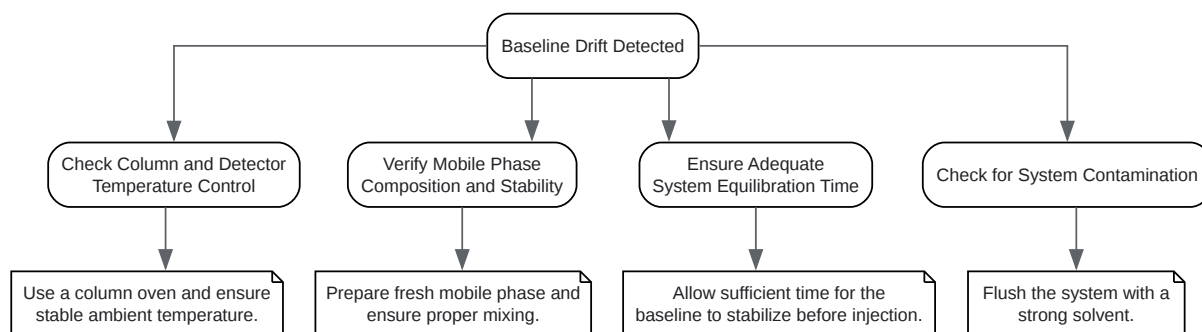 Baseline Drift Detected
Check Column and Detector
Temperature Control
Verify Mobile Phase
Composition and Stability
Ensure Adequate
System Equilibration Time
Check for System Contamination
Use a column oven and ensure
stable ambient temperature.
Prepare fresh mobile phase and
ensure proper mixing.
Allow sufficient time for the
baseline to stabilize before injection.
Flush the system with a
strong solvent.